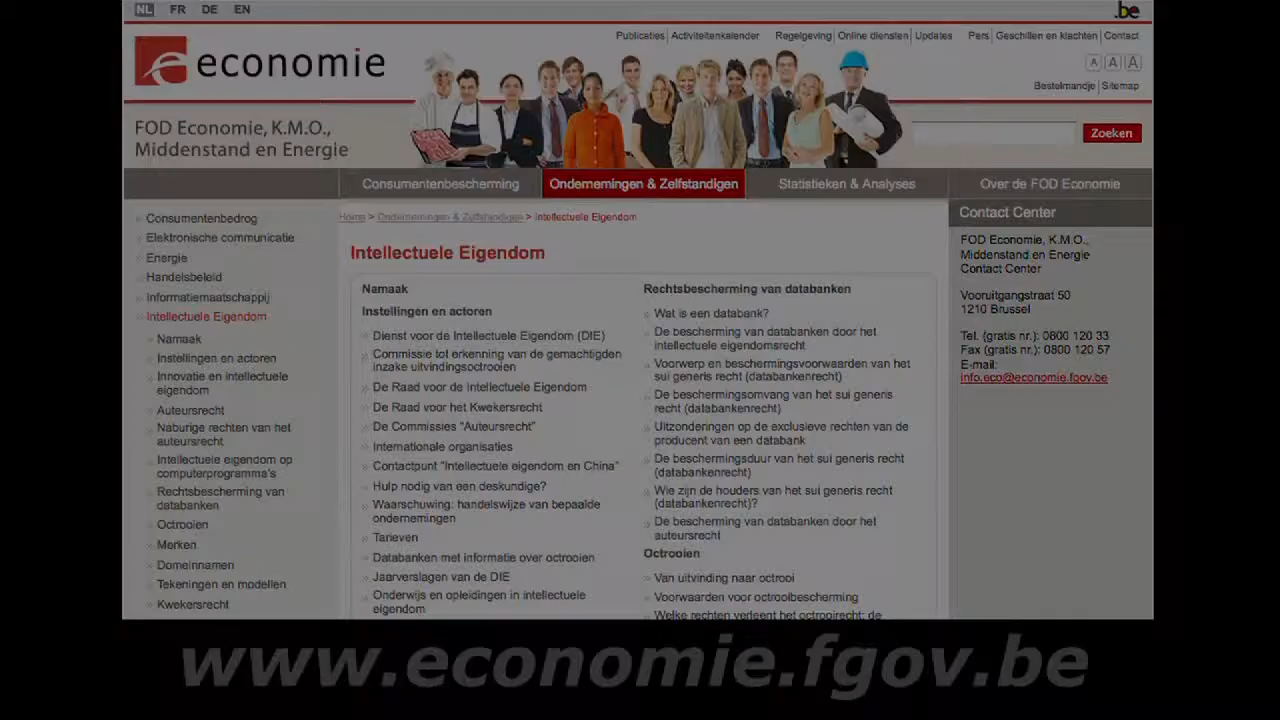 NL FR DE EN
.be
Publicaties Activiteitenkalender Regelgeving Online diensten Updates Pers Geschillen en klachten Contact
economie
A A A
Bestelmandje Sitemap
FOD Economie, K.M.O.,
Middenstand en Energie
Zoeken
Consumentenbescherming Ondernemingen & Zelfstandigen Statistieken & Analyses Over de FOD Economie
Consumentenbedrog
Elektronische communicatie
Energie
Handelsbeleid
Informatiemaatschappij
Intellectuele Eigendom
Namaak
Instellingen en actoren
Innovatie en intellectuele
eigendom
Auteursrecht
Naburige rechten van het
auteursrecht
Intellectuele eigendom op
computerprogramma's
Rechtsbescherming van
databanken
Octrooien
Merken
Domeinnamen
Tekeningen en modellen
Kwekersrecht
Home > Ondernemingen & Zelfstandigen > Intellectuele Eigendom
Intellectuele Eigendom
Namaak
Instellingen en actoren
Dienst voor de Intellectuele Eigendom (DIE)
Commissie tot erkenning van de gemachtigden
inzake uitvindingsoctrooien
De Raad voor de Intellectuele Eigendom
De Raad voor het Kwekersrecht
De Commissies "Auteursrecht"
Internationale organisaties
Contactpunt "Intellectuele eigendom en China"
Hulp nodig van een deskundige?
Waarschuwing: handelswijze van bepaalde
ondernemingen
Tarieven
Databanken met informatie over octrooien
Jaarverslagen van de DIE
Onderwijs en opleidingen in intellectuele
eigendom
Rechtsbescherming van databanken
Wat is een databank?
De bescherming van databanken door het
intellectuele eigendomsrecht
Voorwerp en beschermingsvoorwaarden van het
sui generis recht (databankenrecht)
De beschermingsomvang van het sui generis
recht (databankenrecht)
Uitzonderingen op de exclusieve rechten van de
producent van een databank
De beschermingsduur van het sui generis recht
(databankenrecht)
Wie zijn de houders van het sui generis recht
(databankenrecht)?
De bescherming van databanken door het
auteursrecht
Octrooien
Van uitvinding naar octrooi
Voorwaarden voor octrooibescherming
Welke rechten verleent het octrooirecht: de
Contact Center
FOD Economie, K.M.O.,
Middenstand en Energie
Contact Center
Vooruitgangstraat 50
1210 Brussel
Tel. (gratis nr.): 0800 120 33
Fax (gratis nr.): 0800 120 57
E-mail:
info.eco@economie.fgov.be
www.economie.fgov.be